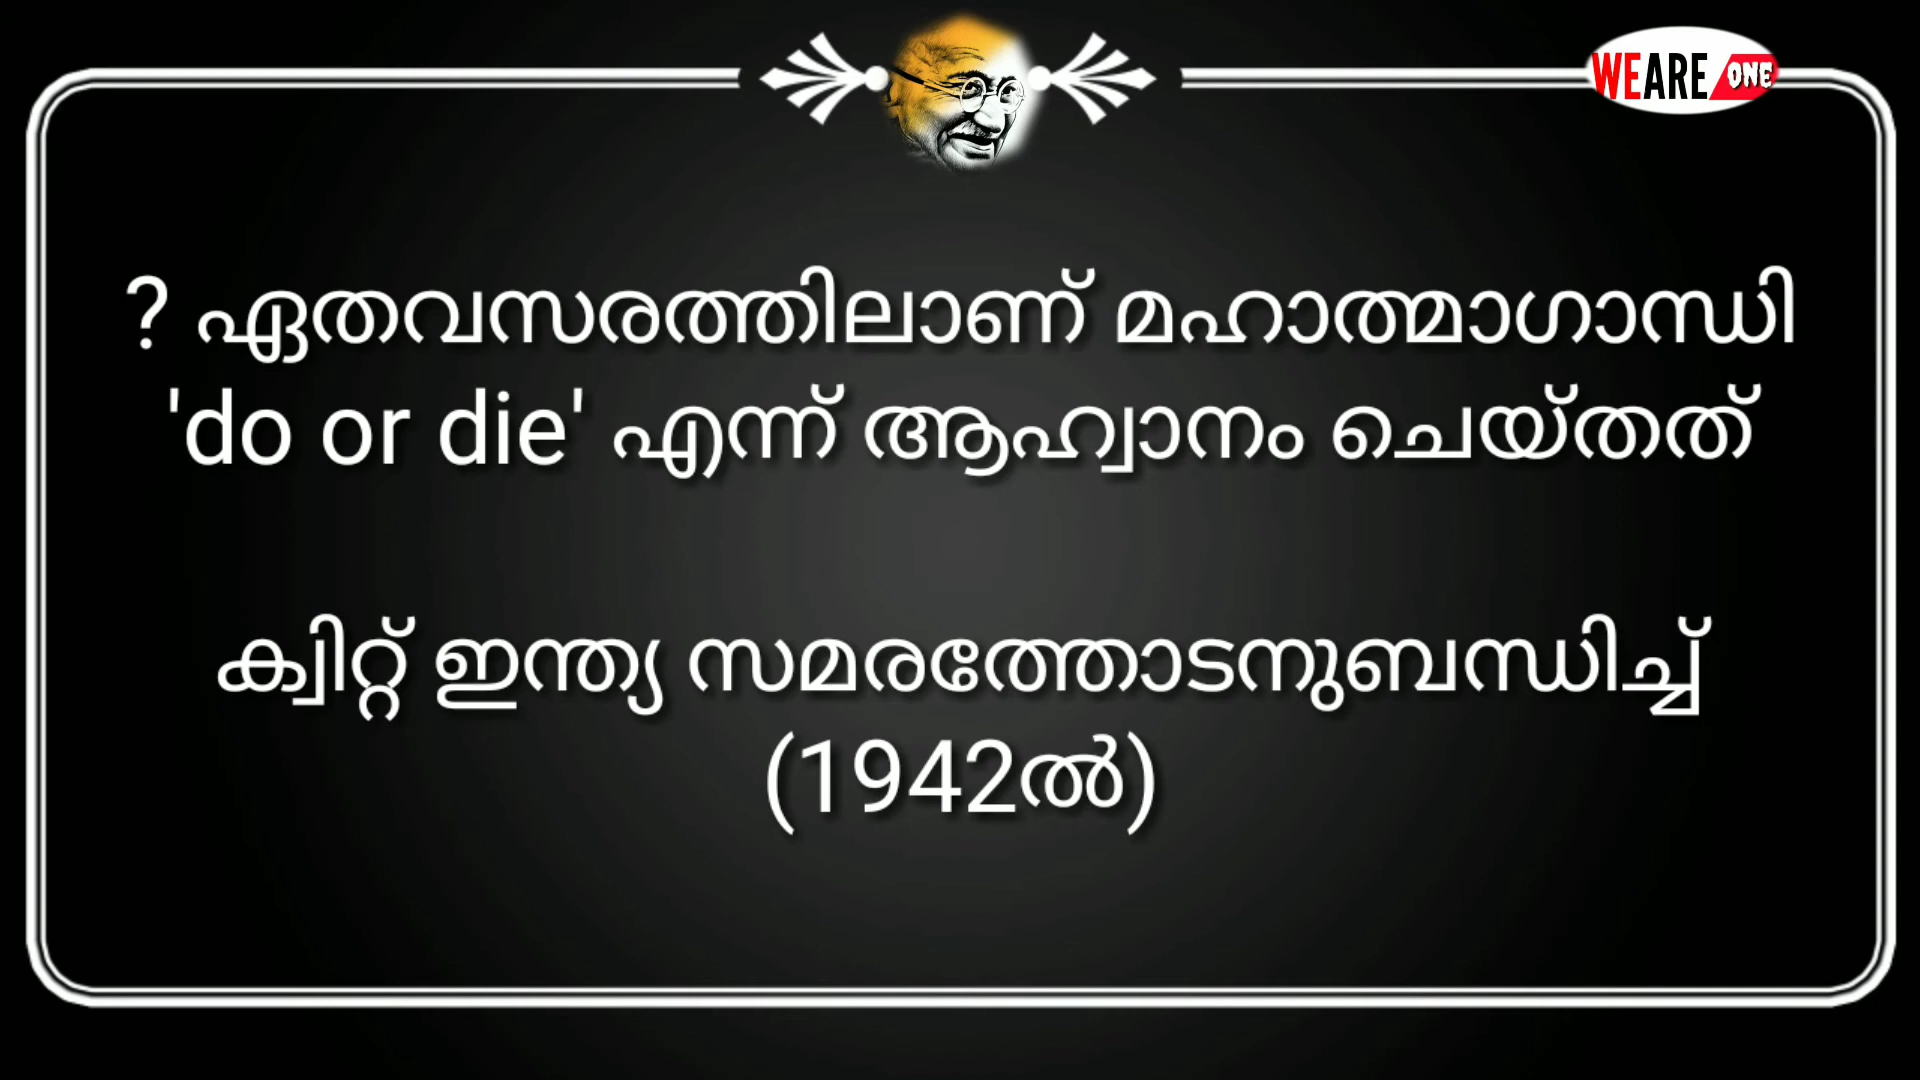 WEARE ONE
? ഏതവസരത്തിലാണ് മഹാത്മാഗാന്ധി
'do or die' എന്ന് ആഹ്വാനം ചെയ്തത്
ക്വിറ്റ് ഇന്ത്യ സമരത്തോടനുബന്ധിച്ച്
(1942ൽ)